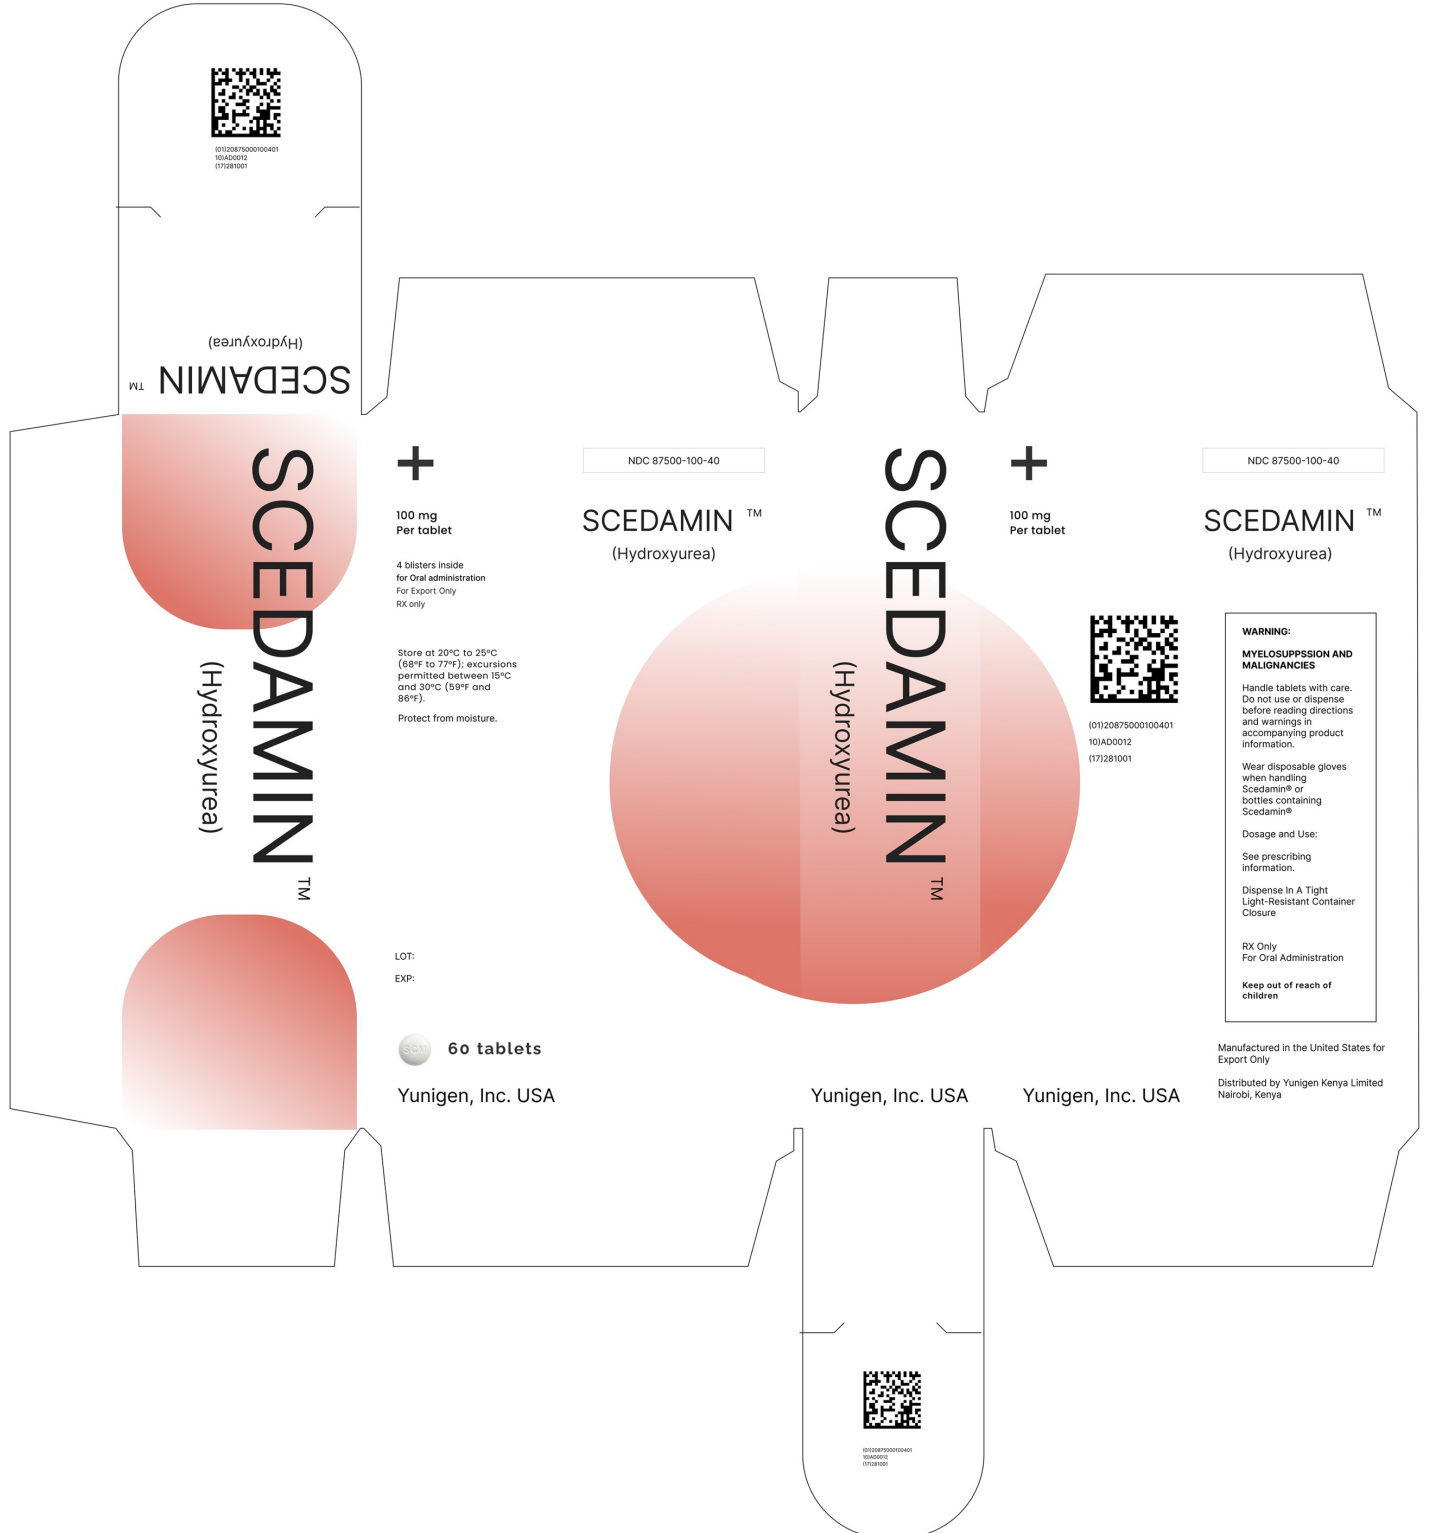 (01)20875000100401
10)AD0012
(17)281001
(Hydroxyurea)
SCEDAMIN ™
SCEDAMIN ™
(Hydroxyurea)
100 mg
Per tablet
4 blisters inside
for Oral administration
For Export Only
RX only
Store at 20°C to 25°C
(68°F to 77°F); excursions
permitted between 15°C
and 30°C (59°F and
86°F).
Protect from moisture.
LOT:
EXP:
60 tablets
Yunigen, Inc. USA
NDC 87500-100-40
SCEDAMIN ™
(Hydroxyurea)
SCEDAMIN ™
(Hydroxyurea)
Yunigen, Inc. USA
100 mg
Per tablet
(01)20875000100401
10)AD0012
(17)281001
Yunigen, Inc. USA
NDC 87500-100-40
SCEDAMIN ™
(Hydroxyurea)
WARNING:
MYELOSUPPSSION AND
MALIGNANCIES
Handle tablets with care.
Do not use or dispense
before reading directions
and warnings in
accompanying product
information.
Wear disposable gloves
when handling
Scedamin® or
bottles containing
Scedamin®
Dosage and Use:
See prescribing
information.
Dispense In A Tight
Light-Resistant Container
Closure
RX Only
For Oral Administration
Keep out of reach of
children
Manufactured in the United States for
Export Only
Distributed by Yunigen Kenya Limited
Nairobi, Kenya
(01)20875000100401
10)AD0012
(17)281001